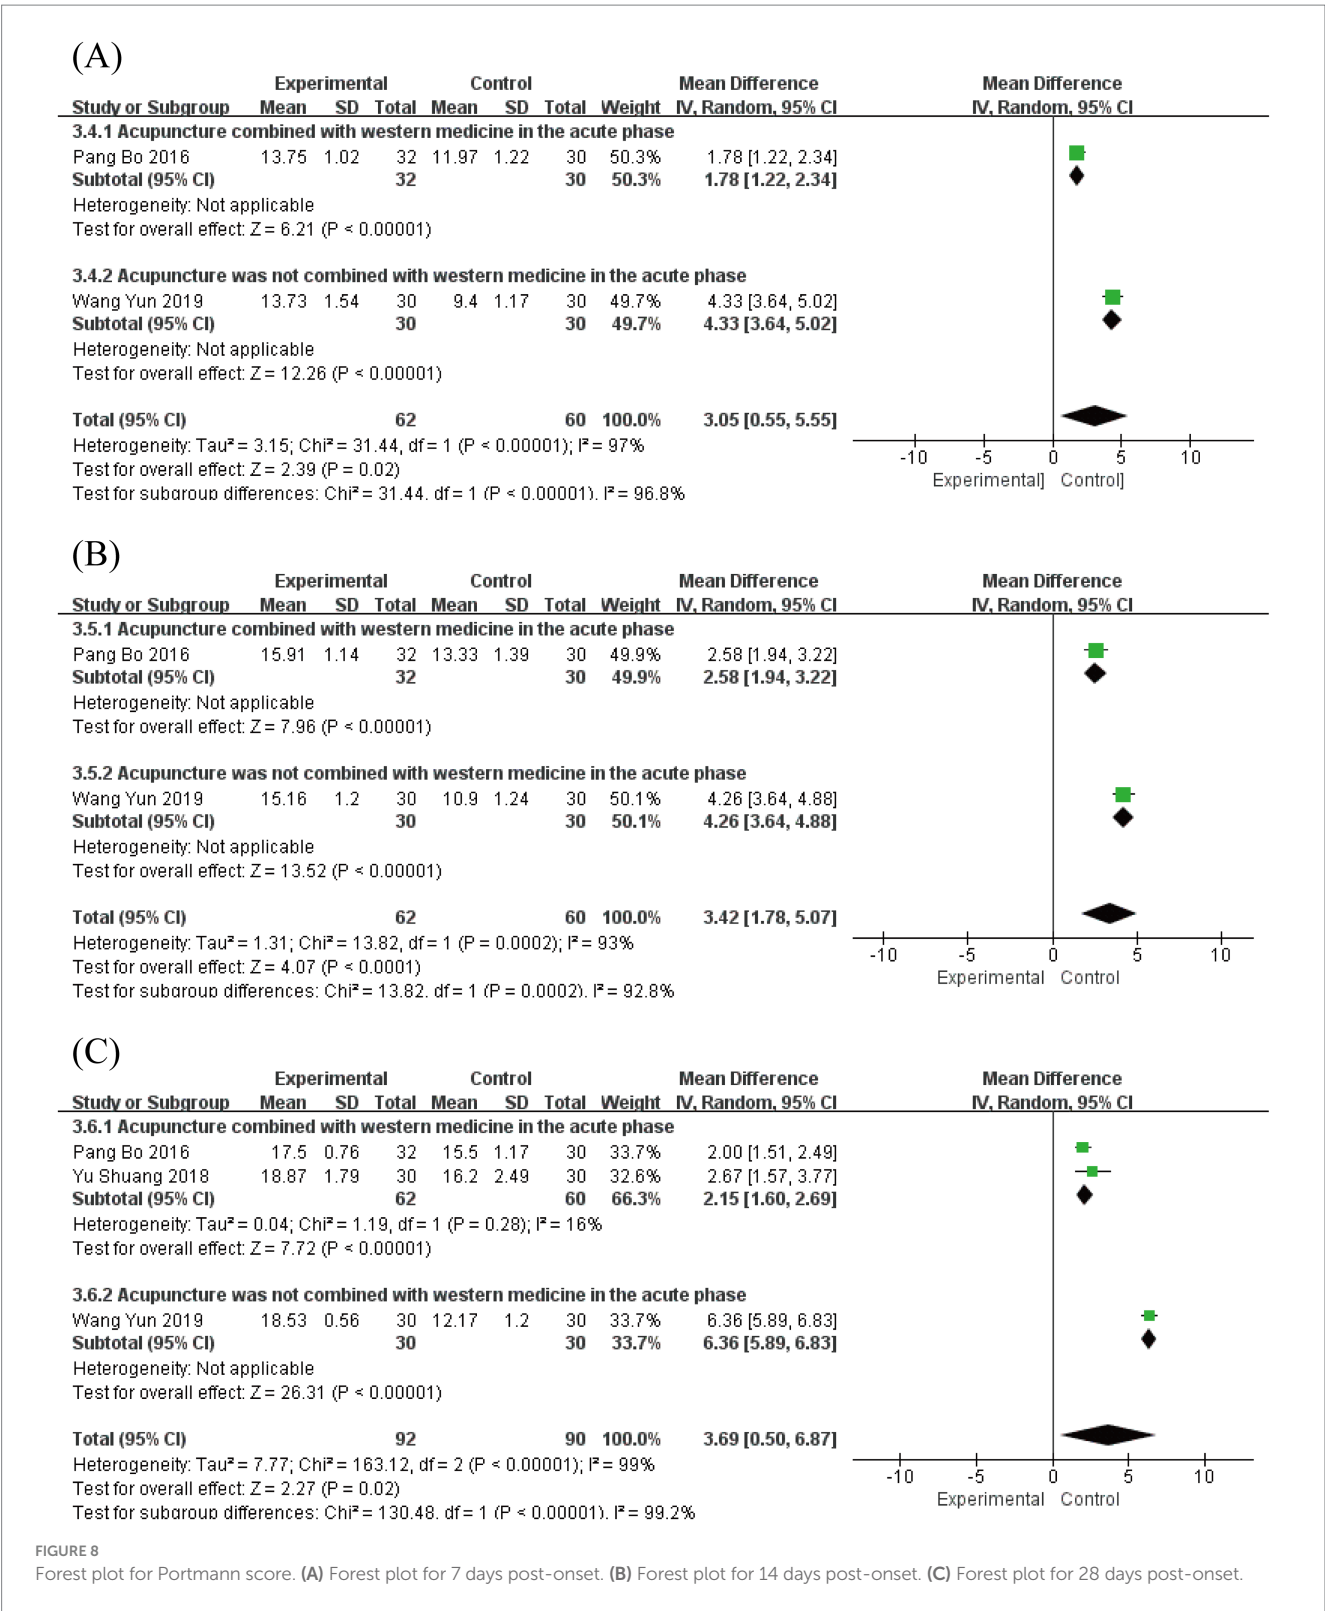 (A)
Experimental Control Mean Difference Mean Difference
Study or Subgroup Mean SD Total Mean SD Total Weight IV, Random, 95% CI IV, Random, 95% CI
3.4.1 Acupuncture combined with western medicine in the acute phase
Pang Bo 2016 13.75 1.02 32 11.97 1.22 30 50.3% 1.78 [1.22, 2.34]
Subtotal (95% CI) 32 30 50.3% 1.78 [1.22, 2.34]
Heterogeneity: Not applicable
Test for overall effect: Z = 6.21 (P < 0.00001)
3.4.2 Acupuncture was not combined with western medicine in the acute phase
Wang Yun 2019 13.73 1.54 30 9.4 1.17 30 49.7% 4.33 [3.64, 5.02]
Subtotal (95% CI) 30 30 49.7% 4.33 [3.64, 5.02]
Heterogeneity: Not applicable
Test for overall effect: Z = 12.26 (P < 0.00001)
Total (95% CI) 62 60 100.0% 3.05 [0.55, 5.55]
Heterogeneity: Tau² = 3.15; Chi² = 31.44, df = 1 (P < 0.00001); I² = 97%
Test for overall effect: Z = 2.39 (P = 0.02)
Test for subgroup differences: Chi² = 31.44, df = 1 (P < 0.00001), I² = 96.8%
-10 -5 0 5 10
Experimental] Control]
(B)
Experimental Control Mean Difference Mean Difference
Study or Subgroup Mean SD Total Mean SD Total Weight IV, Random, 95% CI IV, Random, 95% CI
3.5.1 Acupuncture combined with western medicine in the acute phase
Pang Bo 2016 15.91 1.14 32 13.33 1.39 30 49.9% 2.58 [1.94, 3.22]
Subtotal (95% CI) 32 30 49.9% 2.58 [1.94, 3.22]
Heterogeneity: Not applicable
Test for overall effect: Z = 7.96 (P < 0.00001)
3.5.2 Acupuncture was not combined with western medicine in the acute phase
Wang Yun 2019 15.16 1.2 30 10.9 1.24 30 50.1% 4.26 [3.64, 4.88]
Subtotal (95% CI) 30 30 50.1% 4.26 [3.64, 4.88]
Heterogeneity: Not applicable
Test for overall effect: Z = 13.52 (P < 0.00001)
Total (95% CI) 62 60 100.0% 3.42 [1.78, 5.07]
Heterogeneity: Tau² = 1.31; Chi² = 13.82, df = 1 (P = 0.0002); I² = 93%
Test for overall effect: Z = 4.07 (P < 0.0001)
Test for subgroup differences: Chi² = 13.82, df = 1 (P = 0.0002), I² = 92.8%
-10 -5 0 5 10
Experimental Control
(C)
Experimental Control Mean Difference Mean Difference
Study or Subgroup Mean SD Total Mean SD Total Weight IV, Random, 95% CI IV, Random, 95% CI
3.6.1 Acupuncture combined with western medicine in the acute phase
Pang Bo 2016 17.5 0.76 32 15.5 1.17 30 33.7% 2.00 [1.51, 2.49]
Yu Shuang 2018 18.87 1.79 30 16.2 2.49 30 32.6% 2.67 [1.57, 3.77]
Subtotal (95% CI) 62 60 66.3% 2.15 [1.60, 2.69]
Heterogeneity: Tau² = 0.04; Chi² = 1.19, df = 1 (P = 0.28); I² = 16%
Test for overall effect: Z = 7.72 (P < 0.00001)
3.6.2 Acupuncture was not combined with western medicine in the acute phase
Wang Yun 2019 18.53 0.56 30 12.17 1.2 30 33.7% 6.36 [5.89, 6.83]
Subtotal (95% CI) 30 30 33.7% 6.36 [5.89, 6.83]
Heterogeneity: Not applicable
Test for overall effect: Z = 26.31 (P < 0.00001)
Total (95% CI) 92 90 100.0% 3.69 [0.50, 6.87]
Heterogeneity: Tau² = 7.77; Chi² = 163.12, df = 2 (P < 0.00001); I² = 99%
Test for overall effect: Z = 2.27 (P = 0.02)
Test for subgroup differences: Chi² = 130.48, df = 1 (P < 0.00001), I² = 99.2%
-10 -5 0 5 10
Experimental Control
FIGURE 8
Forest plot for Portmann score. (A) Forest plot for 7 days post-onset. (B) Forest plot for 14 days post-onset. (C) Forest plot for 28 days post-onset.